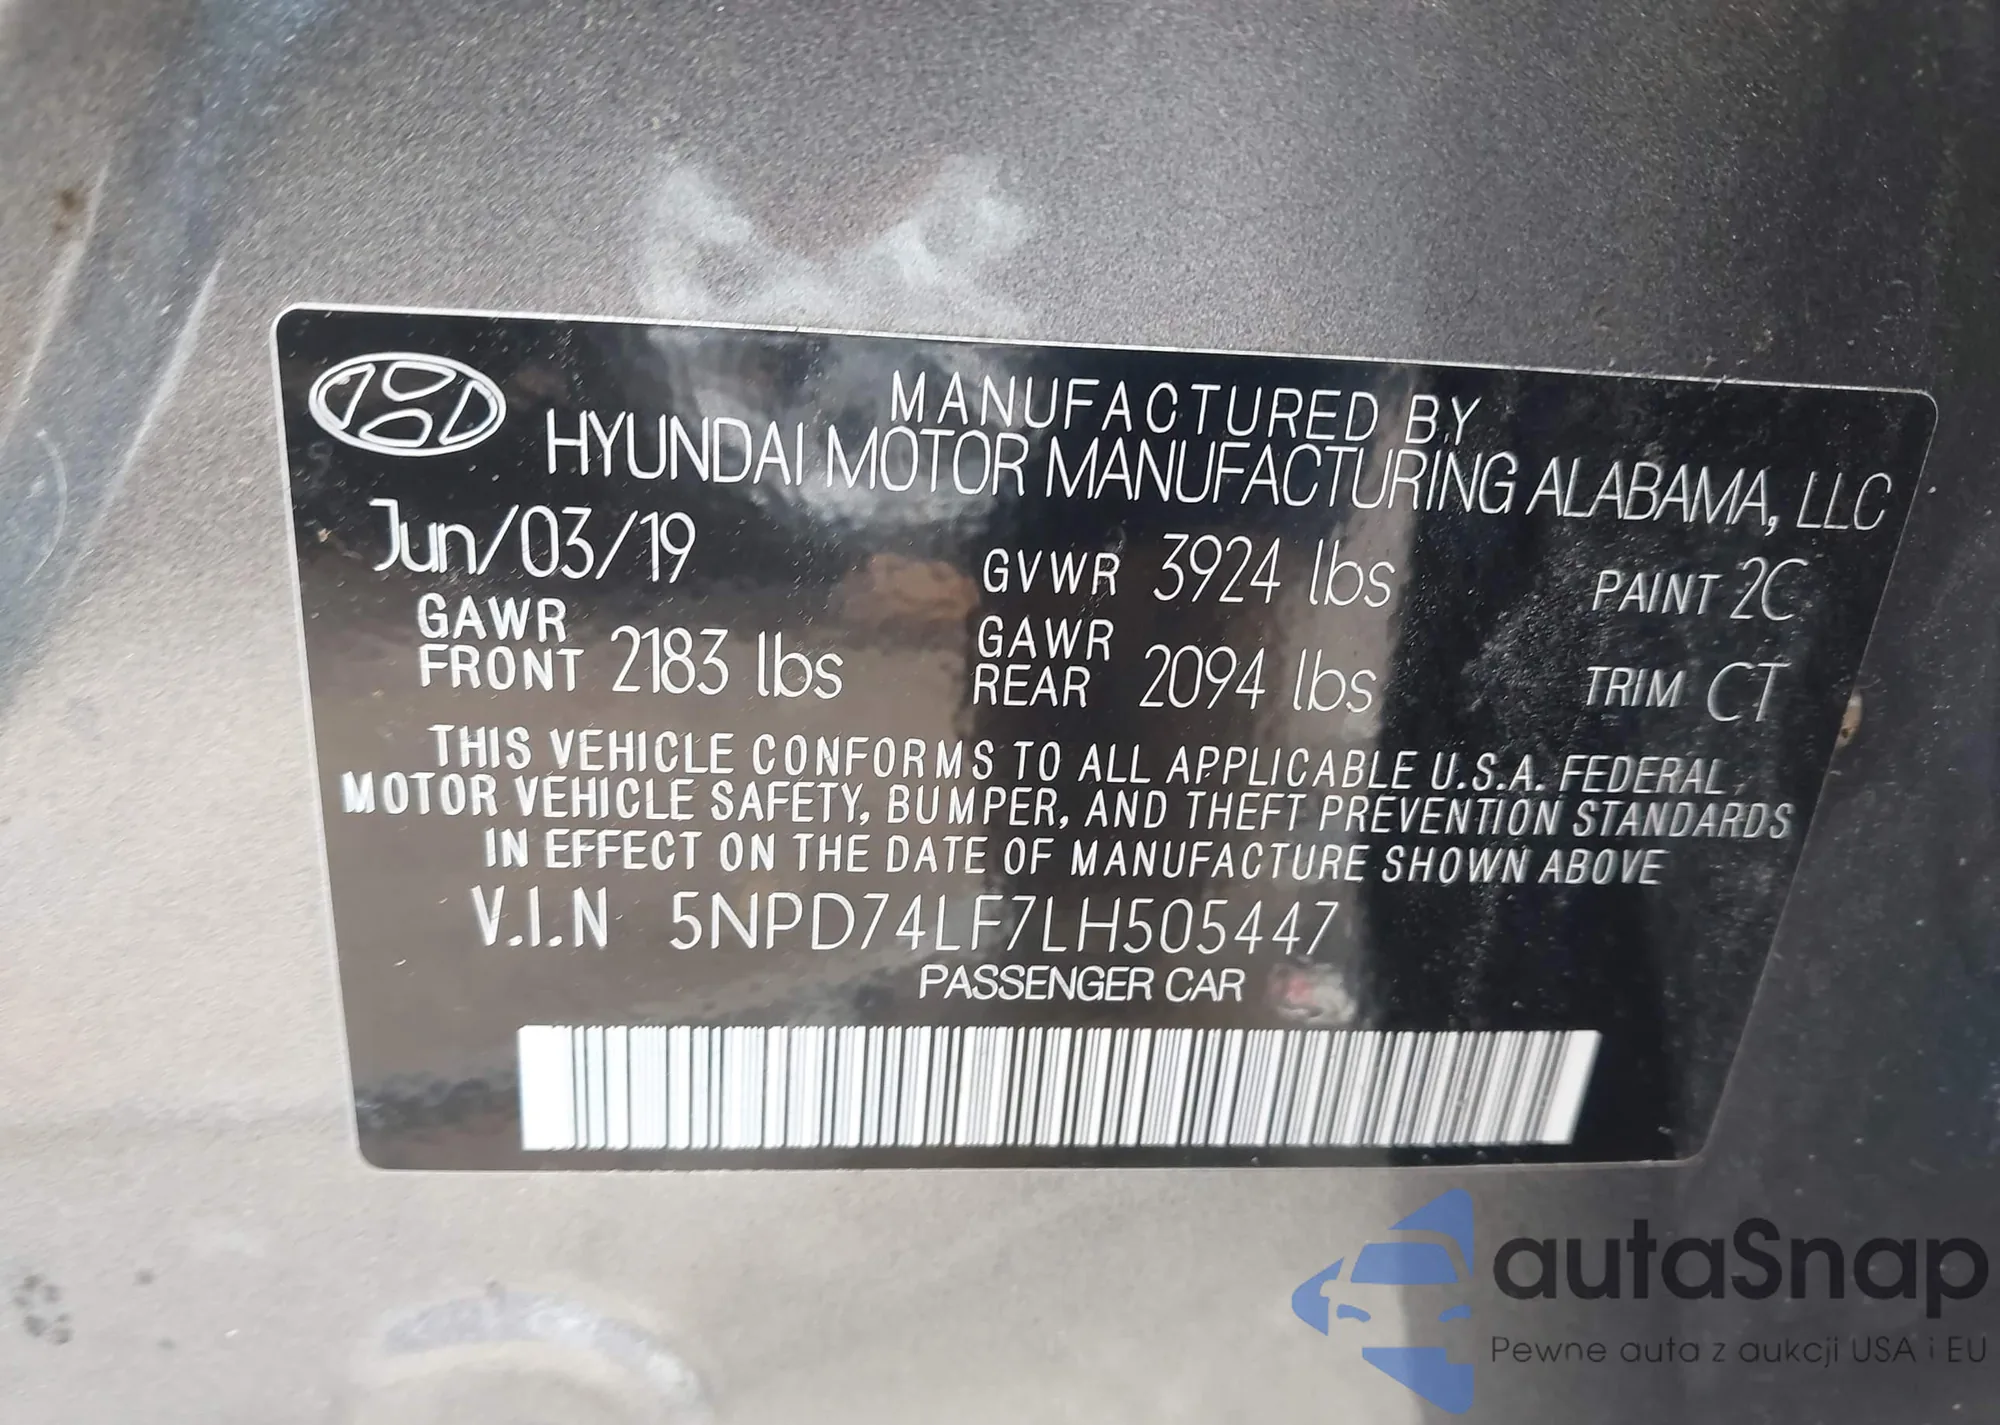 MANUFACTURED BY
HYUNDAI MOTOR MANUFACTURING ALABAMA, LLC
Jun/03/19 GVWR 3924 lbs PAINT 2C
GAWR FRONT 2183 lbs GAWR REAR 2094 lbs TRIM CT
THIS VEHICLE CONFORMS TO ALL APPLICABLE U.S.A. FEDERAL
MOTOR VEHICLE SAFETY, BUMPER, AND THEFT PREVENTION STANDARDS
IN EFFECT ON THE DATE OF MANUFACTURE SHOWN ABOVE
V.I.N 5NPD74LF7LH505447
PASSENGER CAR
autaSnap
Pewne auta z aukcji USA i EU